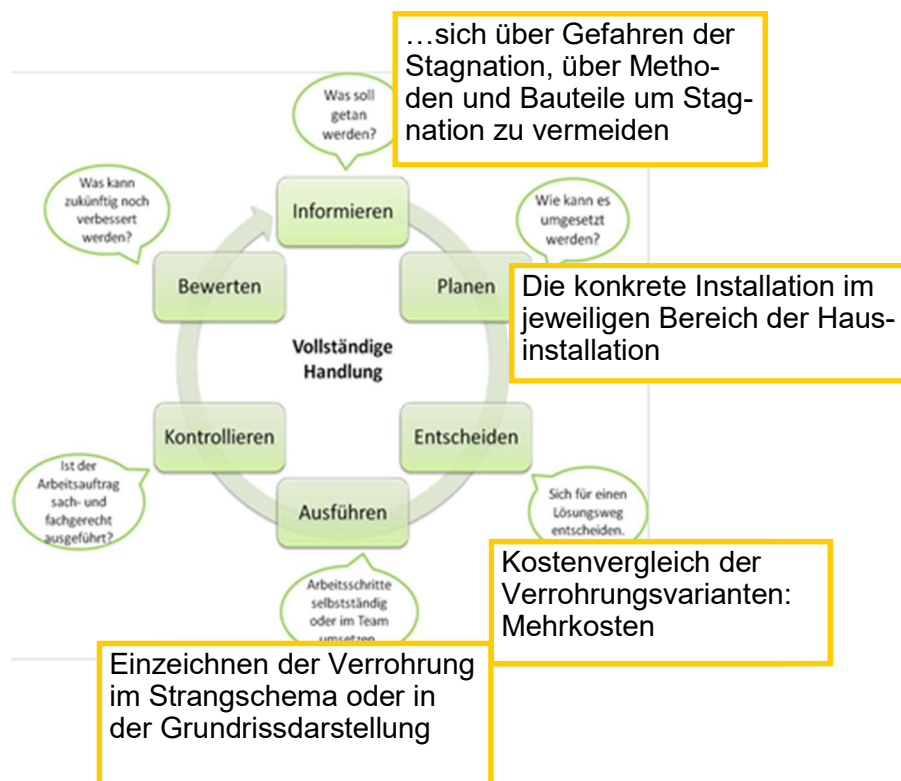 …sich über Gefahren der
Stagnation, über Metho-
den und Bauteile um Stag-
nation zu vermeiden
Was soll
getan
werden?
Informieren
Was kann
zukünftig noch
verbessert
werden?
Wie kann es
umgesetzt
werden?
Bewerten
Planen
Die konkrete Installation im
jeweiligen Bereich der Haus-
installation
Vollständige
Handlung
Kontrollieren
Entscheiden
Ist der
Arbeitsauftrag
sach- und
fachgerecht
ausgeführt?
Ausführen
Sich für einen
Lösungsweg
entscheiden.
Kostenvergleich der
Verrohrungsvarianten:
Mehrkosten
Arbeitsschritte
selbstständig
oder im Team
umsetzen
Einzeichnen der Verrohrung
im Strangschema oder in
der Grundrissdarstellung